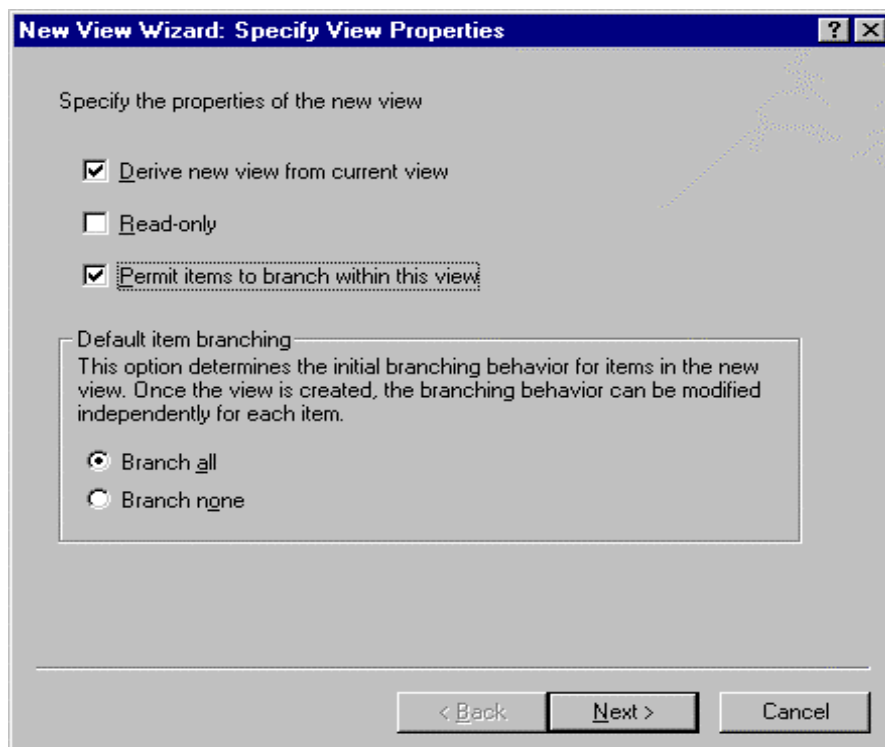 New View Wizard: Specify View Properties
Specify the properties of the new view
Derive new view from current view
Read-only
Permit items to branch within this view
Default item branching
This option determines the initial branching behavior for items in the new
view. Once the view is created, the branching behavior can be modified
independently for each item.
Branch all
Branch none
< Back Next > Cancel